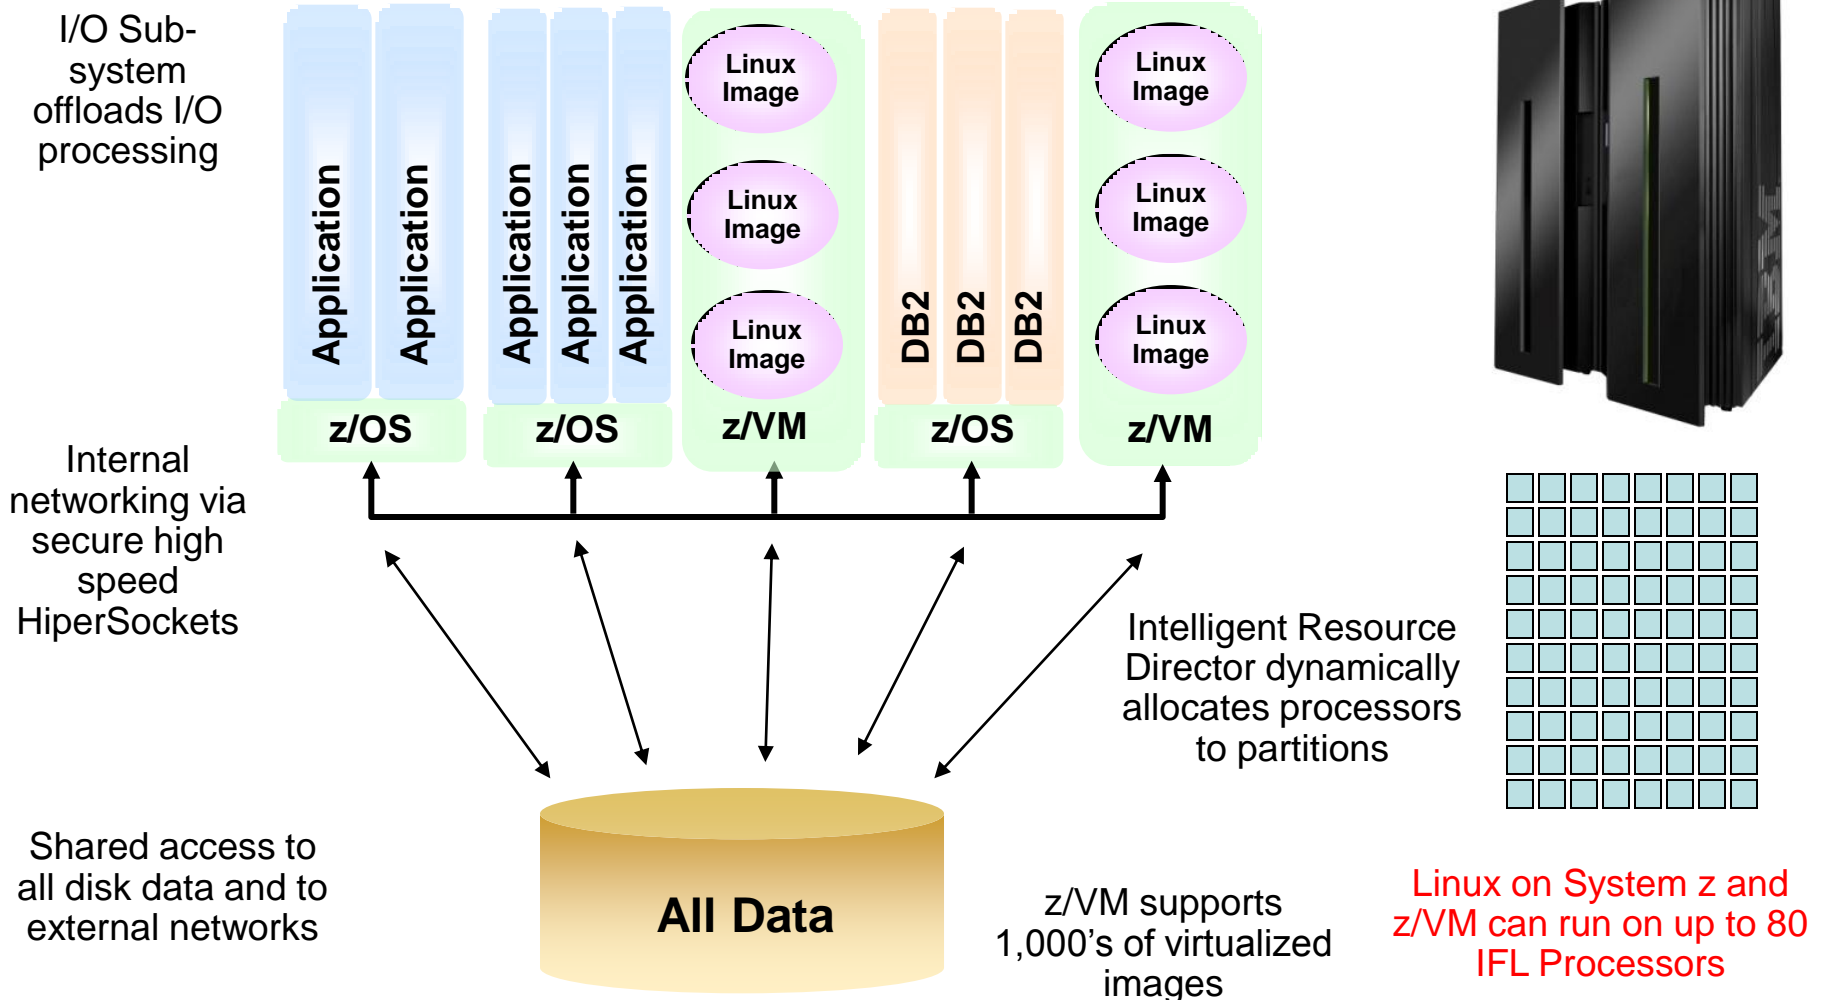 I/O Sub-
system
offloads I/O
processing
Application
Application
z/OS
Application
Application
Application
z/OS
Linux
Image
Linux
Image
Linux
Image
z/VM
DB2
DB2
DB2
z/OS
Linux
Image
Linux
Image
Linux
Image
z/VM
IBM
Internal
networking via
secure high
speed
HiperSockets
Intelligent Resource
Director dynamically
allocates processors
to partitions
Shared access to
all disk data and to
external networks
All Data
z/VM supports
1,000’s of virtualized
images
Linux on System z and
z/VM can run on up to 80
IFL Processors